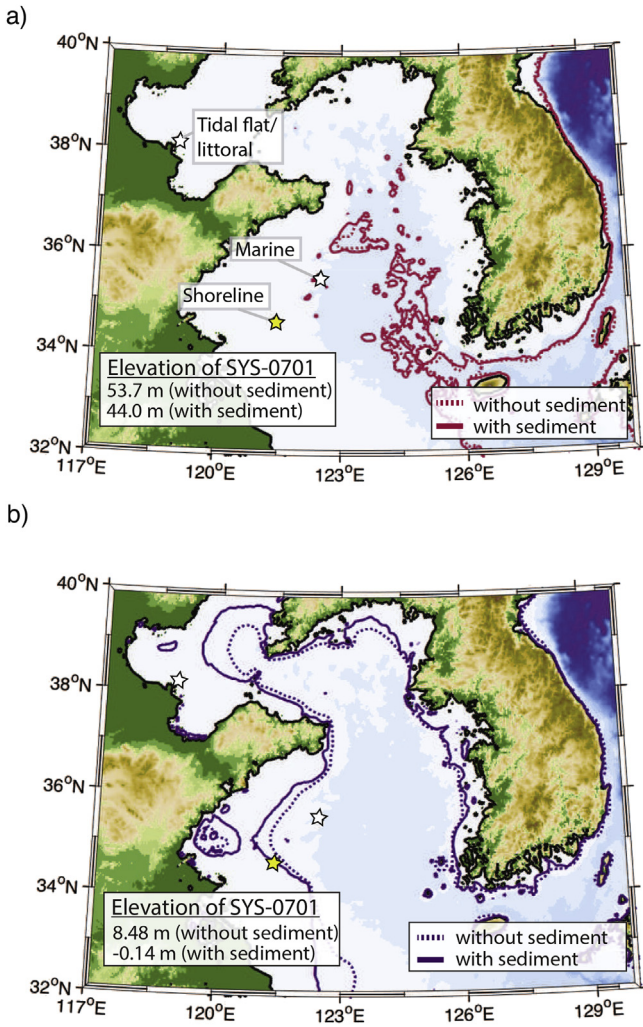 a)
40°N
38°N
36°N
34°N
32°N
Tidal flat/
littoral
Marine
Shoreline
Elevation of SYS-0701
53.7 m (without sediment)
44.0 m (with sediment)
without sediment
with sediment
117°E
120°E
123°E
126°E
129°E
b)
40°N
38°N
36°N
34°N
32°N
Elevation of SYS-0701
8.48 m (without sediment)
-0.14 m (with sediment)
without sediment
with sediment
117°E
120°E
123°E
126°E
129°E